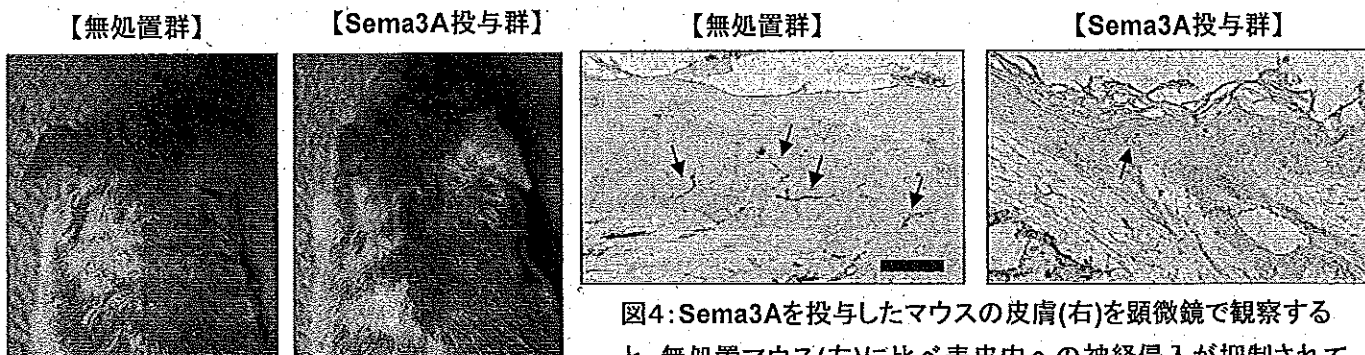 【無処置群】
【Sema3A投与群】
【無処置群】
【Sema3A投与群】
図4:Sema3Aを投与したマウスの皮膚(右)を顕微鏡で観察する
と、無処置マウス(左)に比べ表皮内への神経侵入が抑制されて